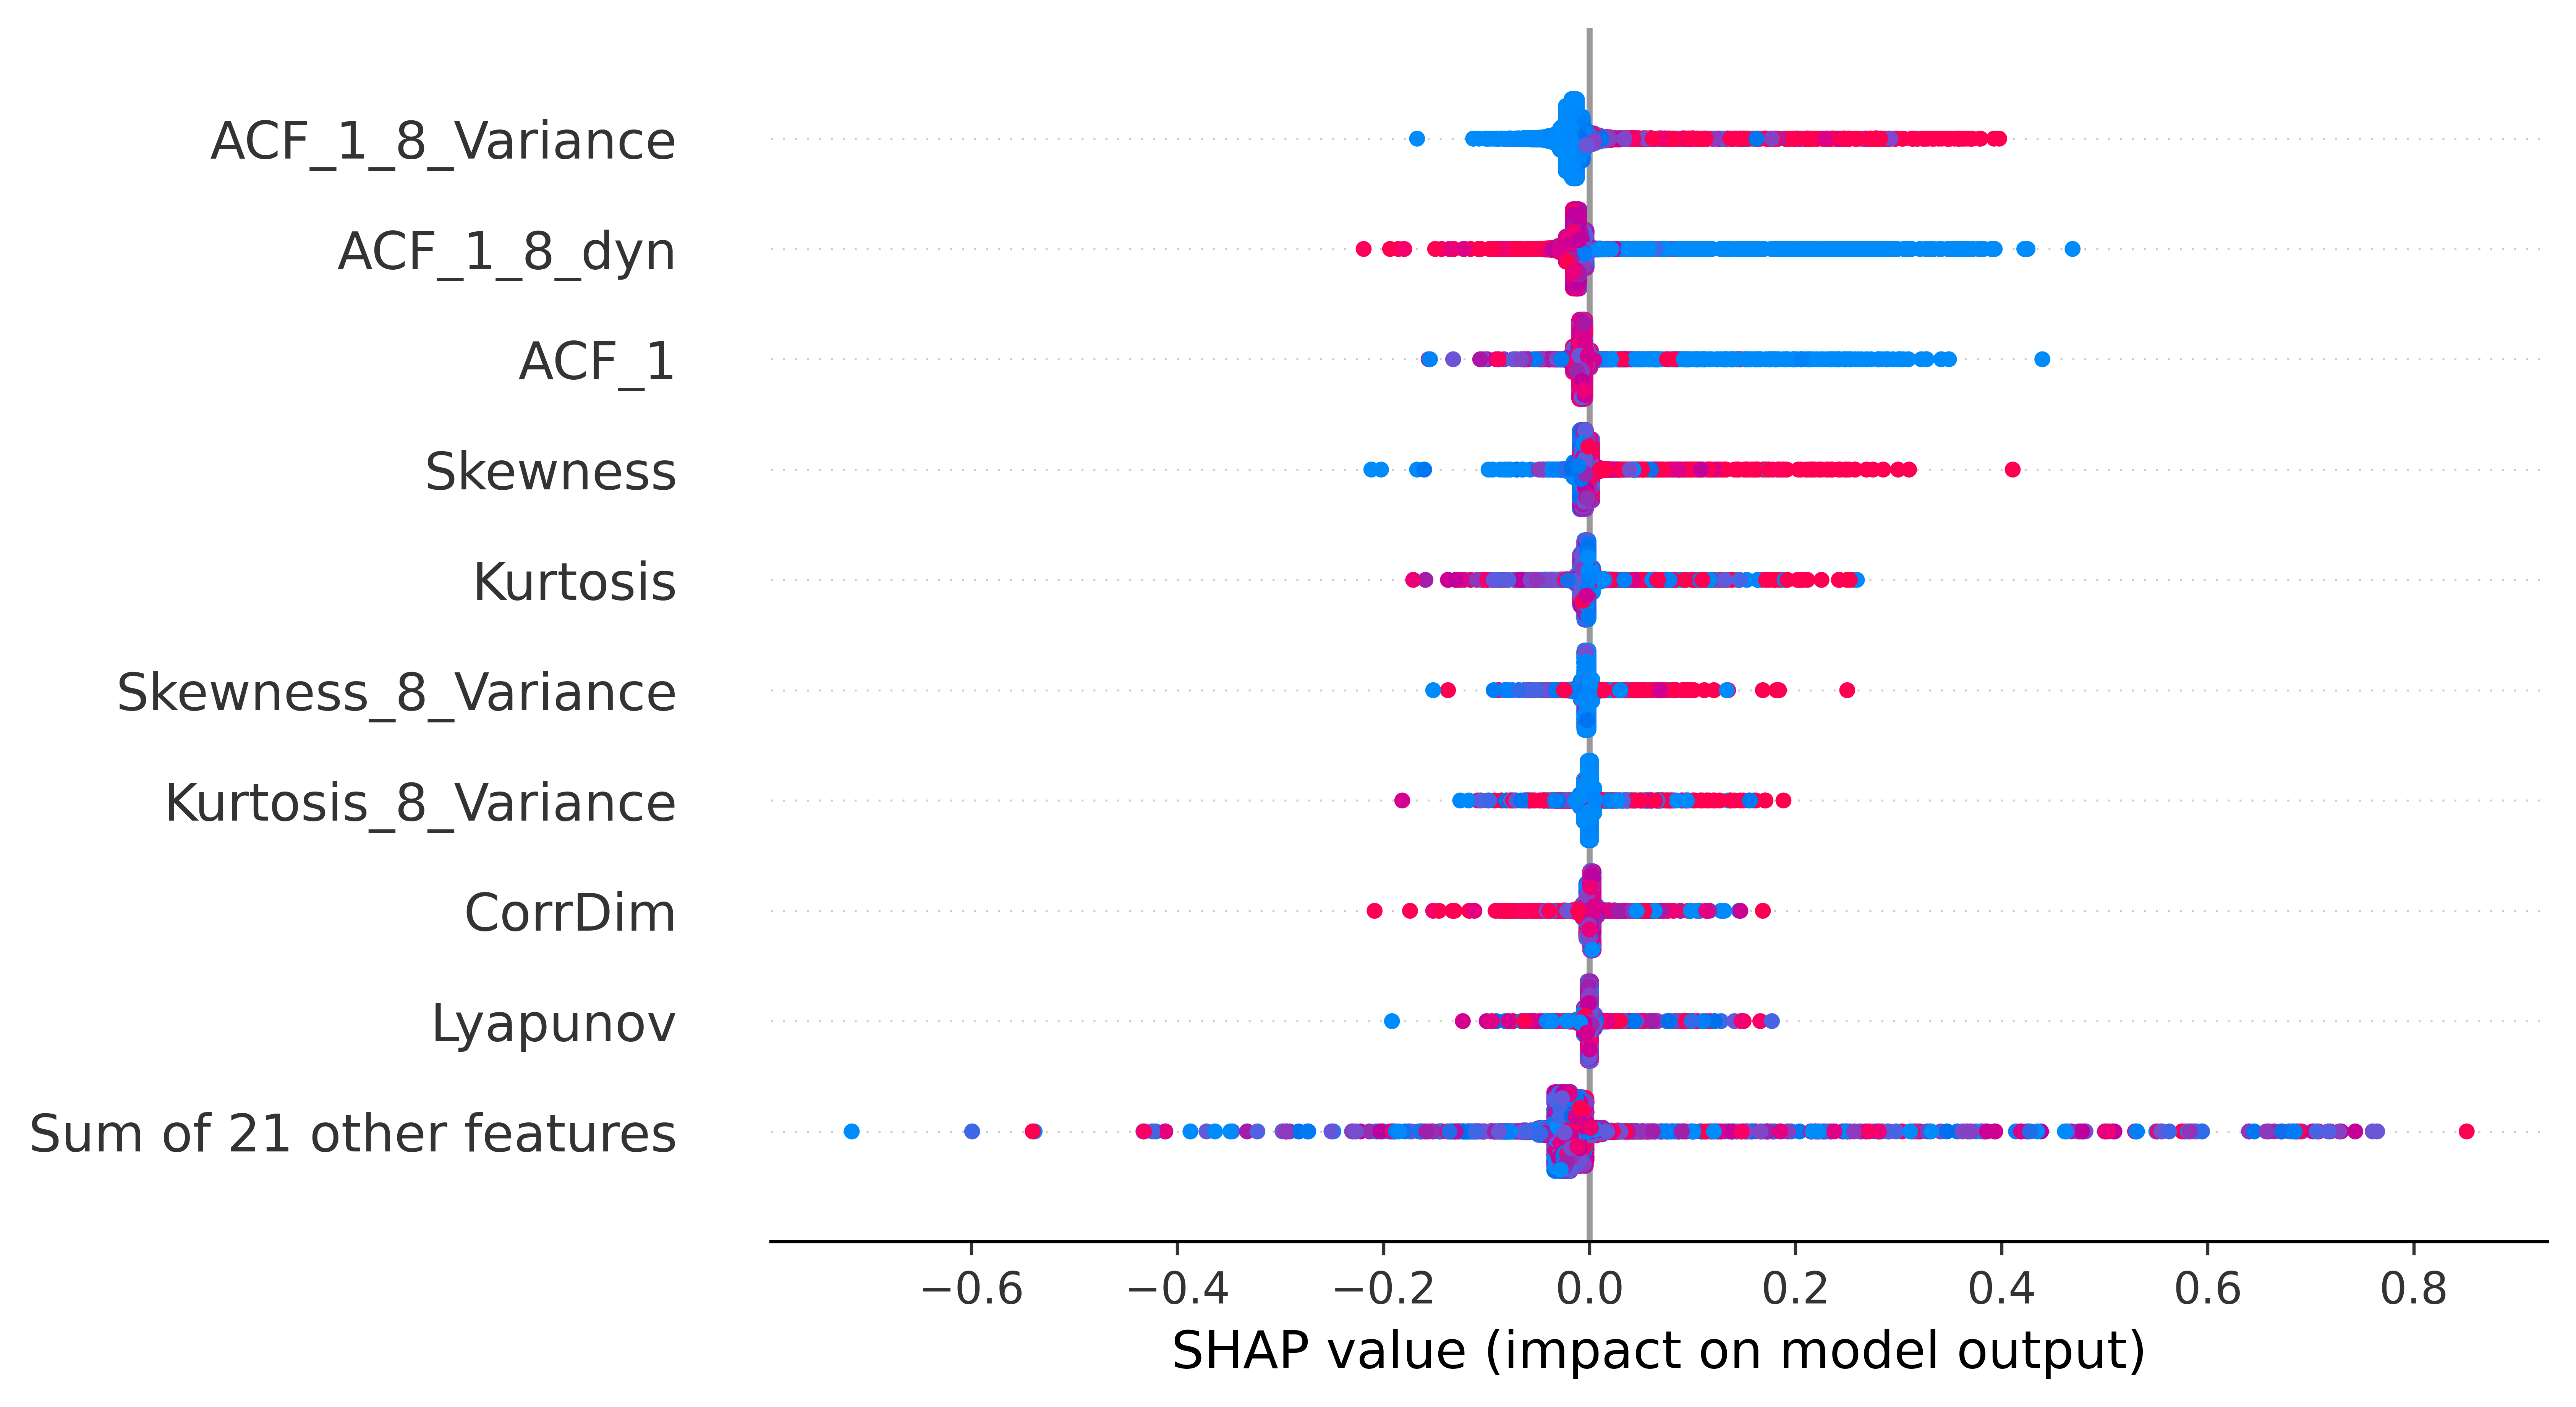 ACF_1_8_Variance
ACF_1_8_dyn
ACF_1
Skewness
Kurtosis
Skewness_8_Variance
Kurtosis_8_Variance
CorrDim
Lyapunov
Sum of 21 other features
−0.6 −0.4 −0.2 0.0 0.2 0.4 0.6 0.8
SHAP value (impact on model output)